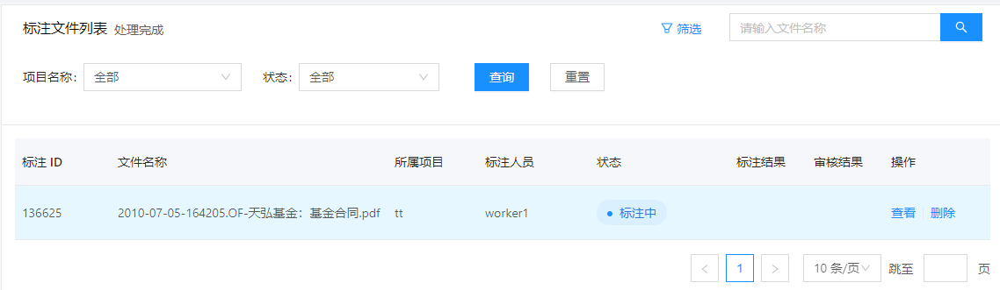 标注文件列表 处理完成 筛选 请输入文件名称
项目名称: 全部 状态: 全部 查询 重置
标注 ID 文件名称 所属项目 标注人员 状态 标注结果 审核结果 操作
136625 2010-07-05-164205.OF-天弘基金：基金合同.pdf tt worker1 标注中 查看 删除
1 10 条/页 跳至 页